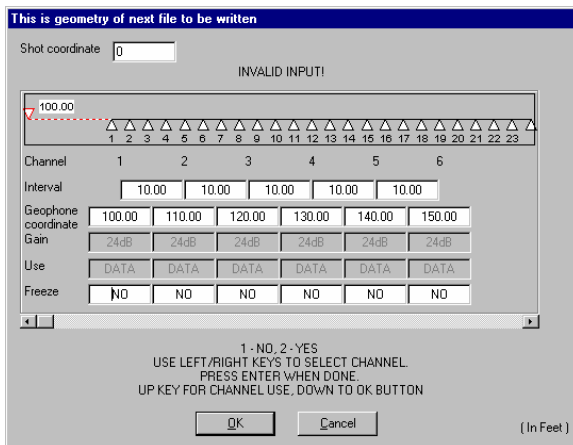 This is geometry of next file to be written
Shot coordinate 0
INVALID INPUT!
100.00
1 2 3 4 5 6 7 8 9 10 11 12 13 14 15 16 17 18 19 20 21 22 23
Channel 1 2 3 4 5 6
Interval 10.00 10.00 10.00 10.00 10.00
Geophone coordinate 100.00 110.00 120.00 130.00 140.00 150.00
Gain 24dB 24dB 24dB 24dB 24dB 24dB
Use DATA DATA DATA DATA DATA DATA
Freeze NO NO NO NO NO NO
1 - NO, 2 - YES
USE LEFT/RIGHT KEYS TO SELECT CHANNEL.
PRESS ENTER WHEN DONE.
UP KEY FOR CHANNEL USE, DOWN TO OK BUTTON
OK Cancel
( In Feet )